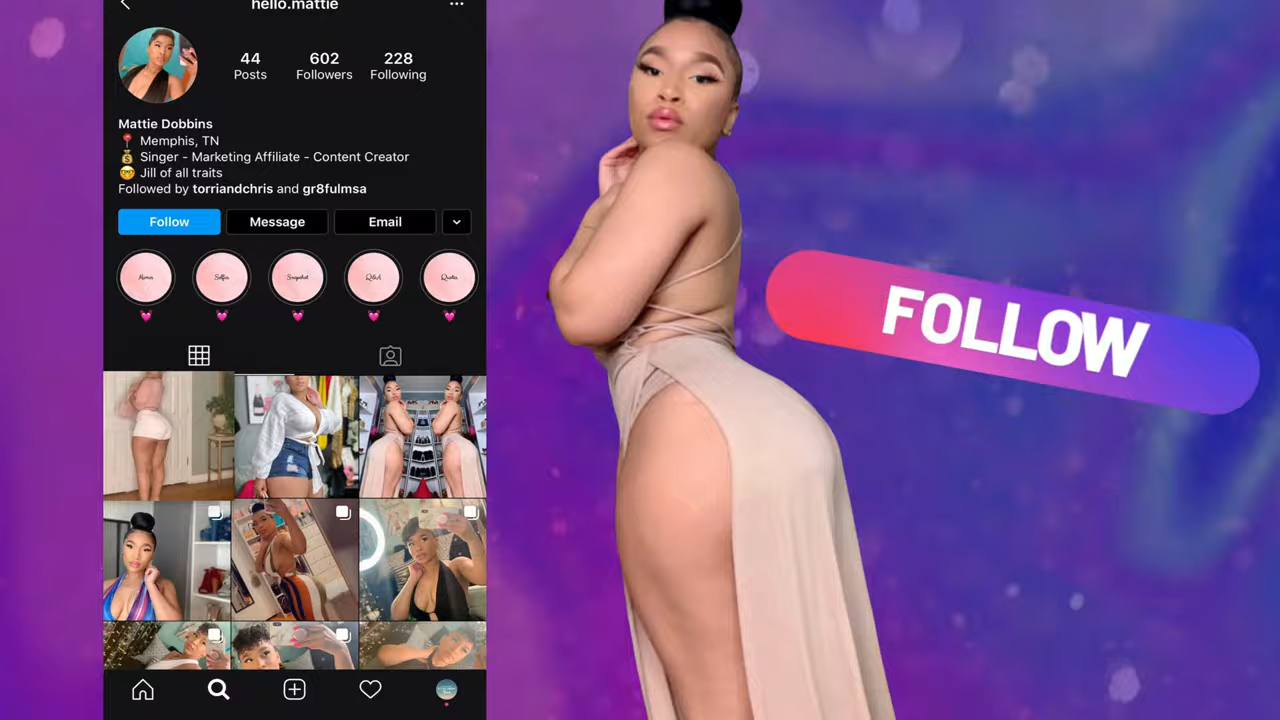 hello.mattie
44 602 228
Posts Followers Following
Mattie Dobbins
Memphis, TN
Singer - Marketing Affiliate - Content Creator
Jill of all traits
Followed by torriandchris and gr8fulmsa
Follow Message Email
Selfies Snapchat Q&A Quotes
FOLLOW